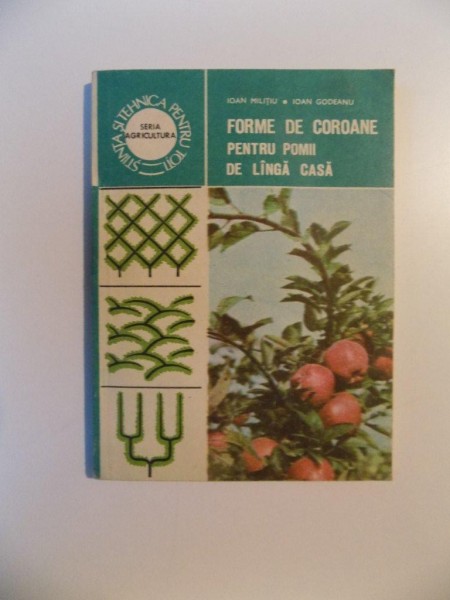 ȘTIINȚA ȘI TEHNICA PENTRU TOȚI
SERIA
AGRICULTURA
IOAN MILIȚIU • IOAN GODEANU
FORME DE COROANE
PENTRU POMII
DE LÎNGĂ CASĂ